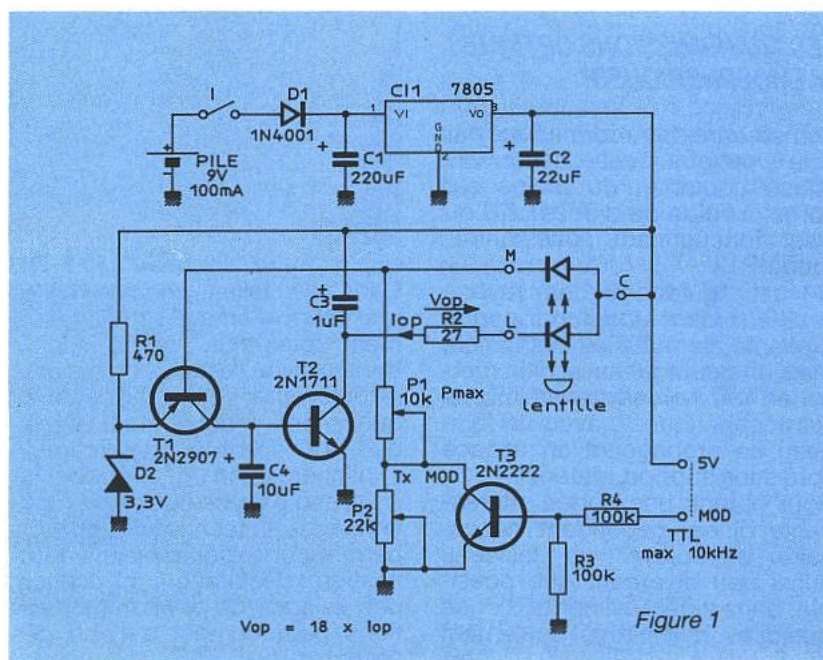 I
D1
1N4001
CI1
7805
1
VI
VO
3
GND
2
+
PILE
9V
100mA
+
C1
220uF
+
C2
22uF
M
C
+
C3
1uF
Vop
Iop
R2
27
L
lentille
R1
470
T2
2N1711
P1
10k
Pmax
T1
2N2907
+
C4
10uF
D2
3,3V
Tx MOD
P2
22k
T3
2N2222
5V
R4
100k
MOD
TTL
max 10kHz
R3
100k
Vop = 18 x Iop
Figure 1